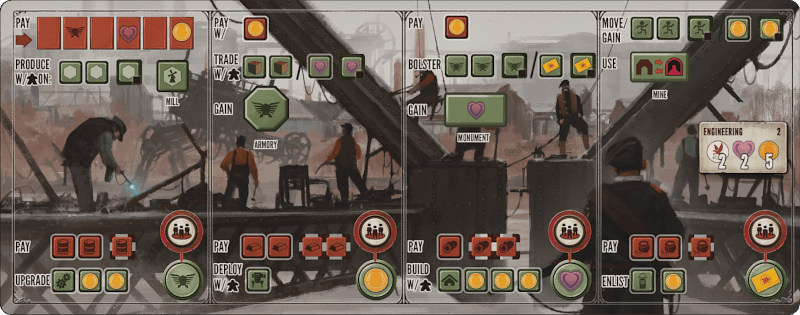 PAY
PRODUCE
W/ ON:
MILL
PAY
UPGRADE
PAY
W/
TRADE
W/
GAIN
ARMORY
PAY
DEPLOY
W/
PAY
BOLSTER
GAIN
MONUMENT
PAY
BUILD
W/
MOVE/
GAIN
USE
MINE
ENGINEERING 2
2 2 5
PAY
ENLIST